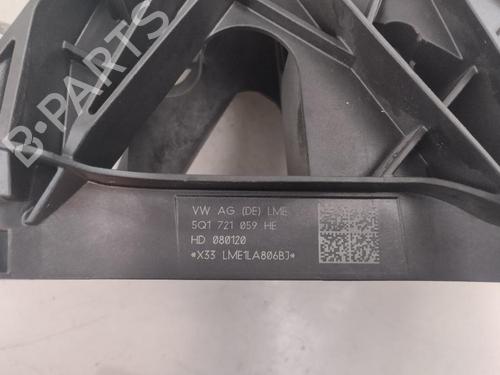 B-PARTS
VW AG (DE) LME
5Q1 721 059 HE
HD 080120
*X33 LME1LA806BJ*